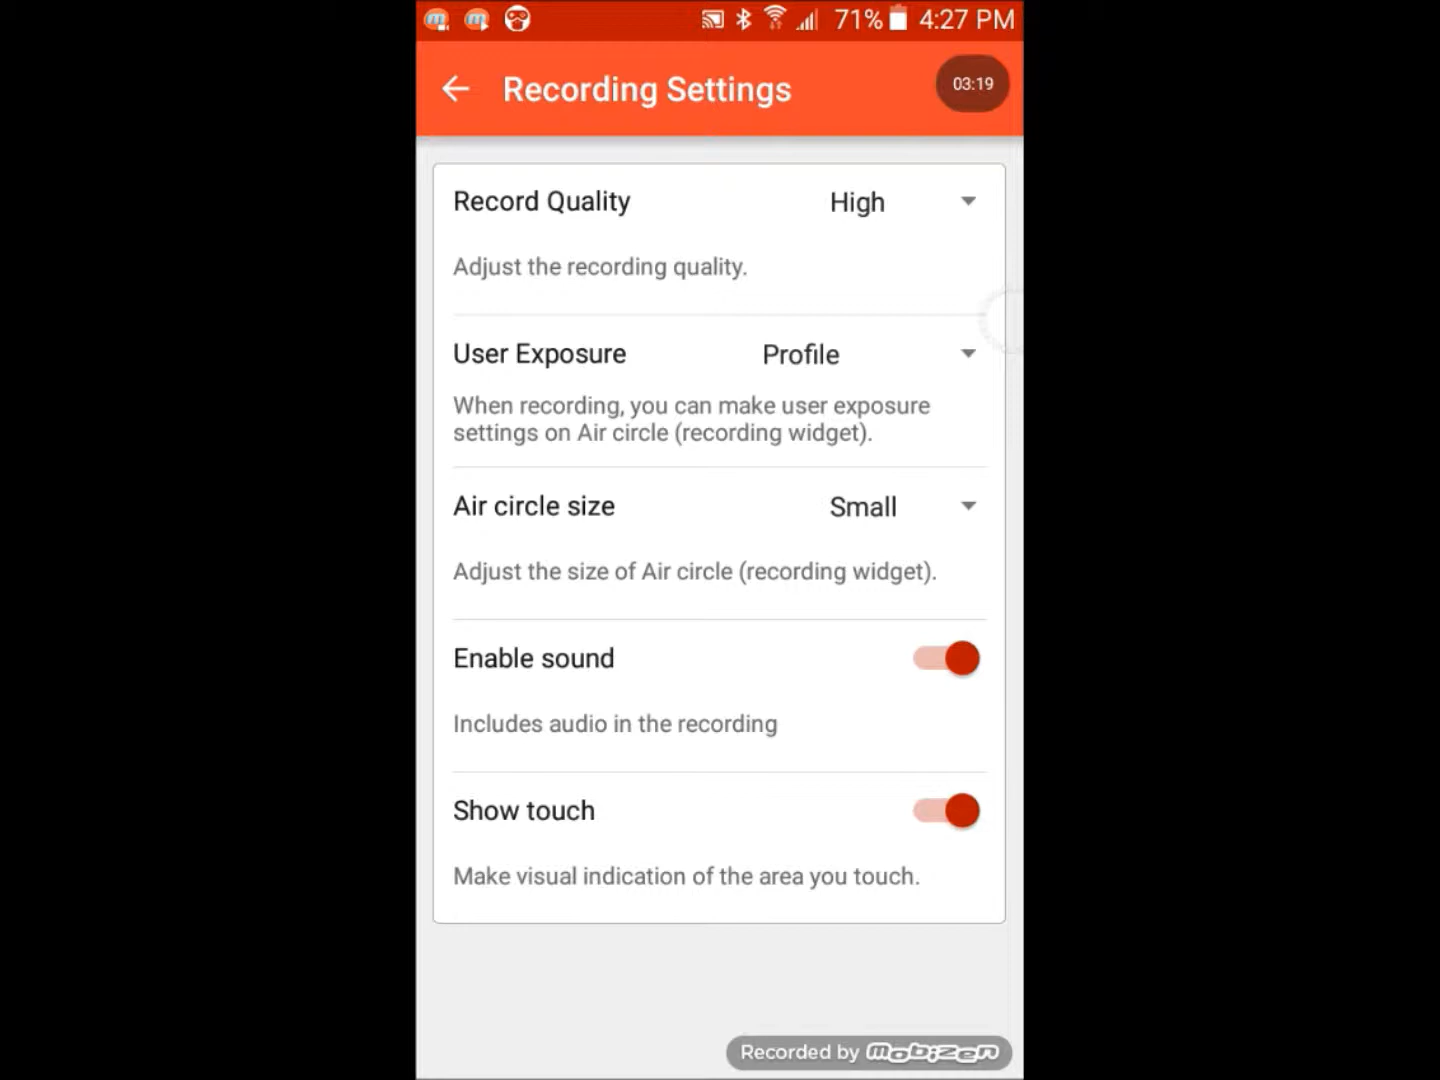 71% 4:27 PM
Recording Settings
03:19
Record Quality High
Adjust the recording quality.
User Exposure Profile
When recording, you can make user exposure
settings on Air circle (recording widget).
Air circle size Small
Adjust the size of Air circle (recording widget).
Enable sound
Includes audio in the recording
Show touch
Make visual indication of the area you touch.
Recorded by mobizen